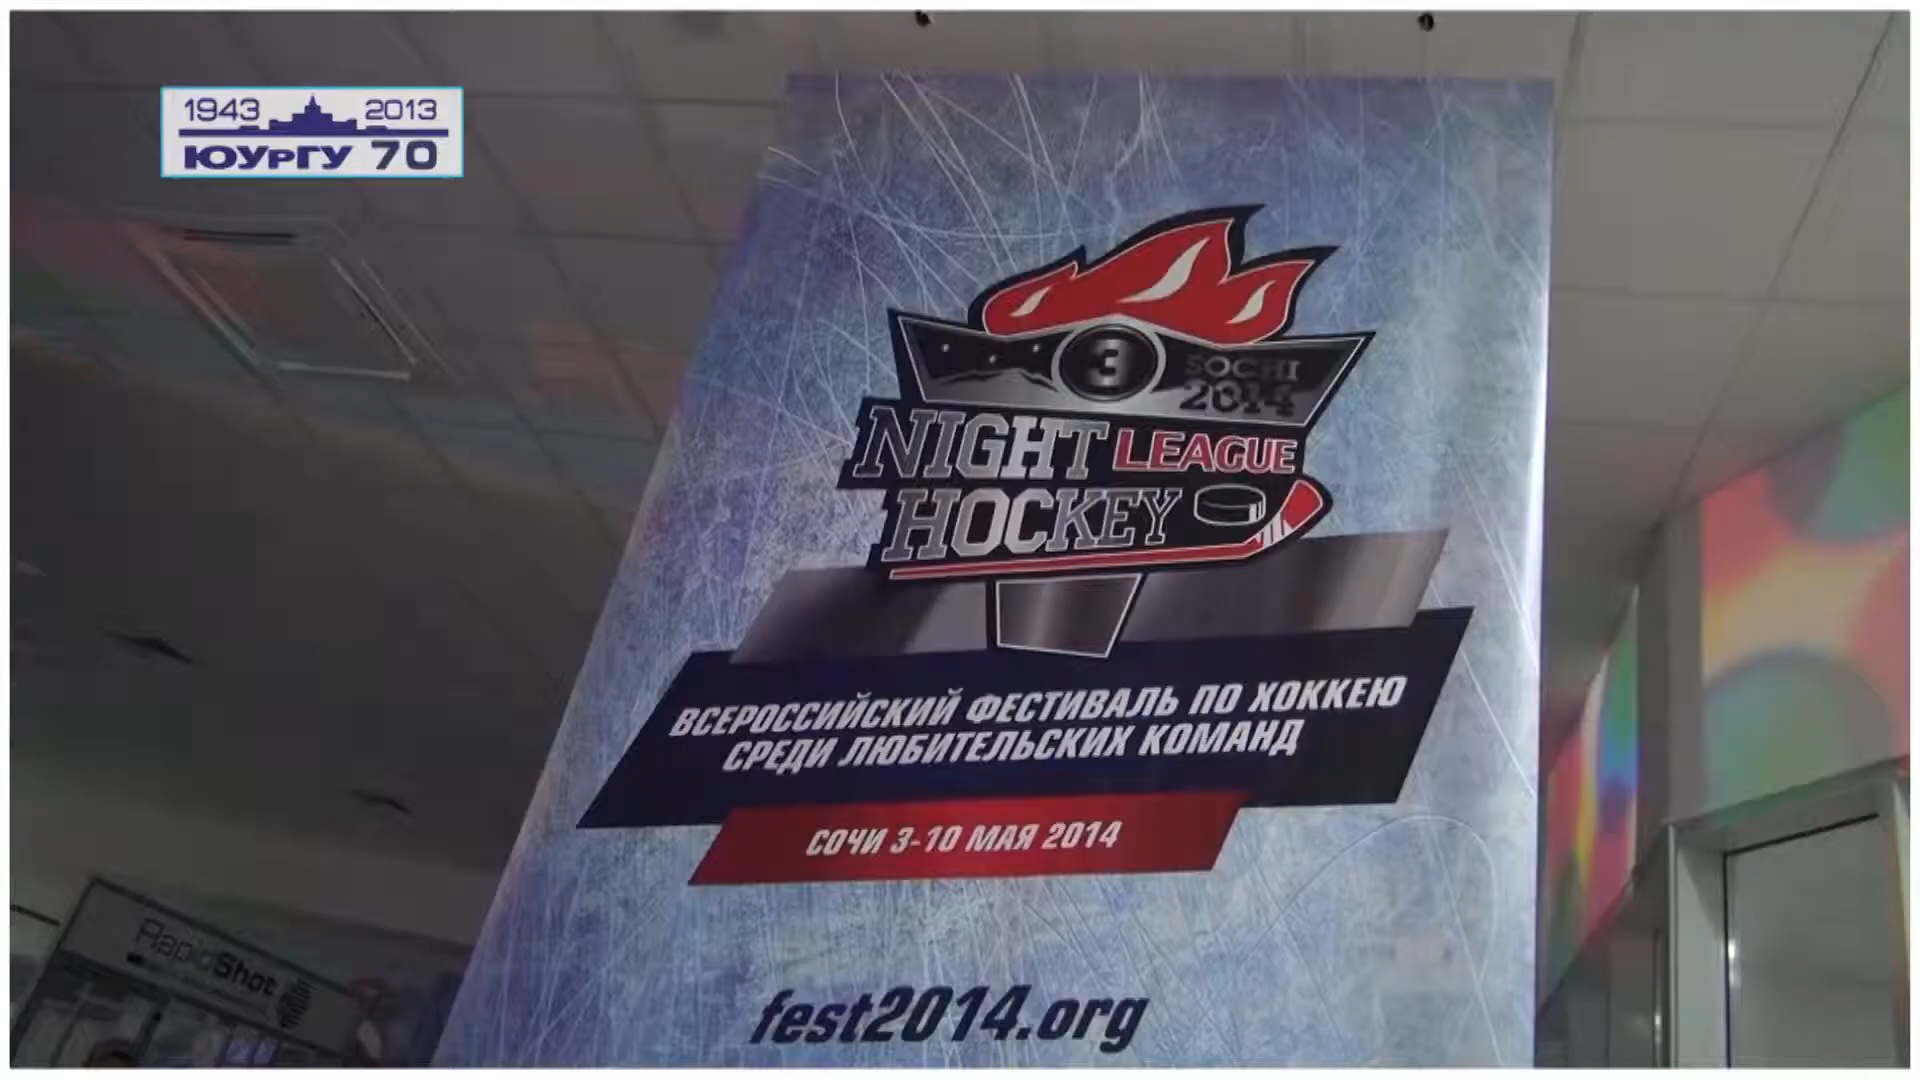 1943 2013
ЮУрГУ 70
3
SOCHI
2014
NIGHT LEAGUE
HOCKEY
ВСЕРОССИЙСКИЙ ФЕСТИВАЛЬ ПО ХОККЕЮ
СРЕДИ ЛЮБИТЕЛЬСКИХ КОМАНД
СОЧИ 3-10 МАЯ 2014
RapidShot
fest2014.org